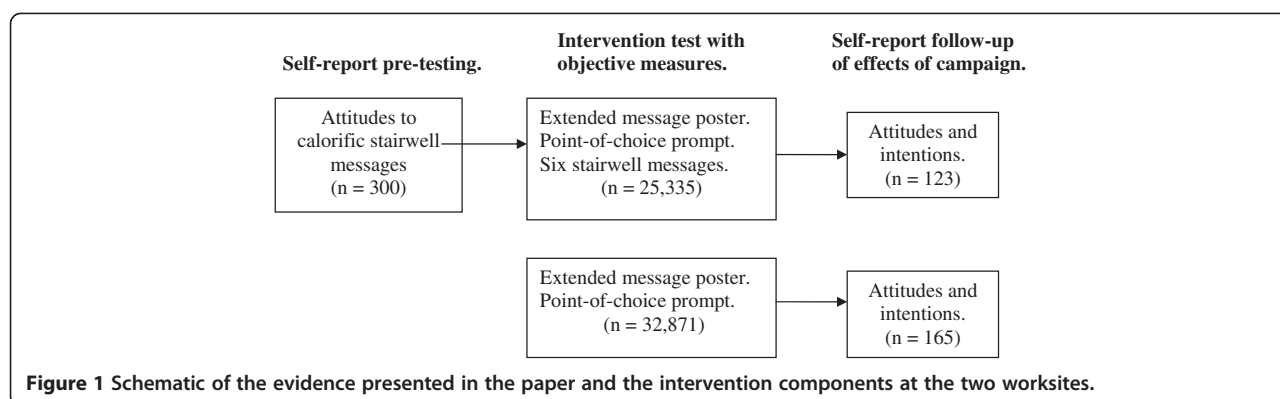 Self-report pre-testing.
Intervention test with
objective measures.
Self-report follow-up
of effects of campaign.
Attitudes to
calorific stairwell
messages
(n = 300)
Extended message poster.
Point-of-choice prompt.
Six stairwell messages.
(n = 25,335)
Attitudes and
intentions.
(n = 123)
Extended message poster.
Point-of-choice prompt.
(n = 32,871)
Attitudes and
intentions.
(n = 165)
Figure 1 Schematic of the evidence presented in the paper and the intervention components at the two worksites.